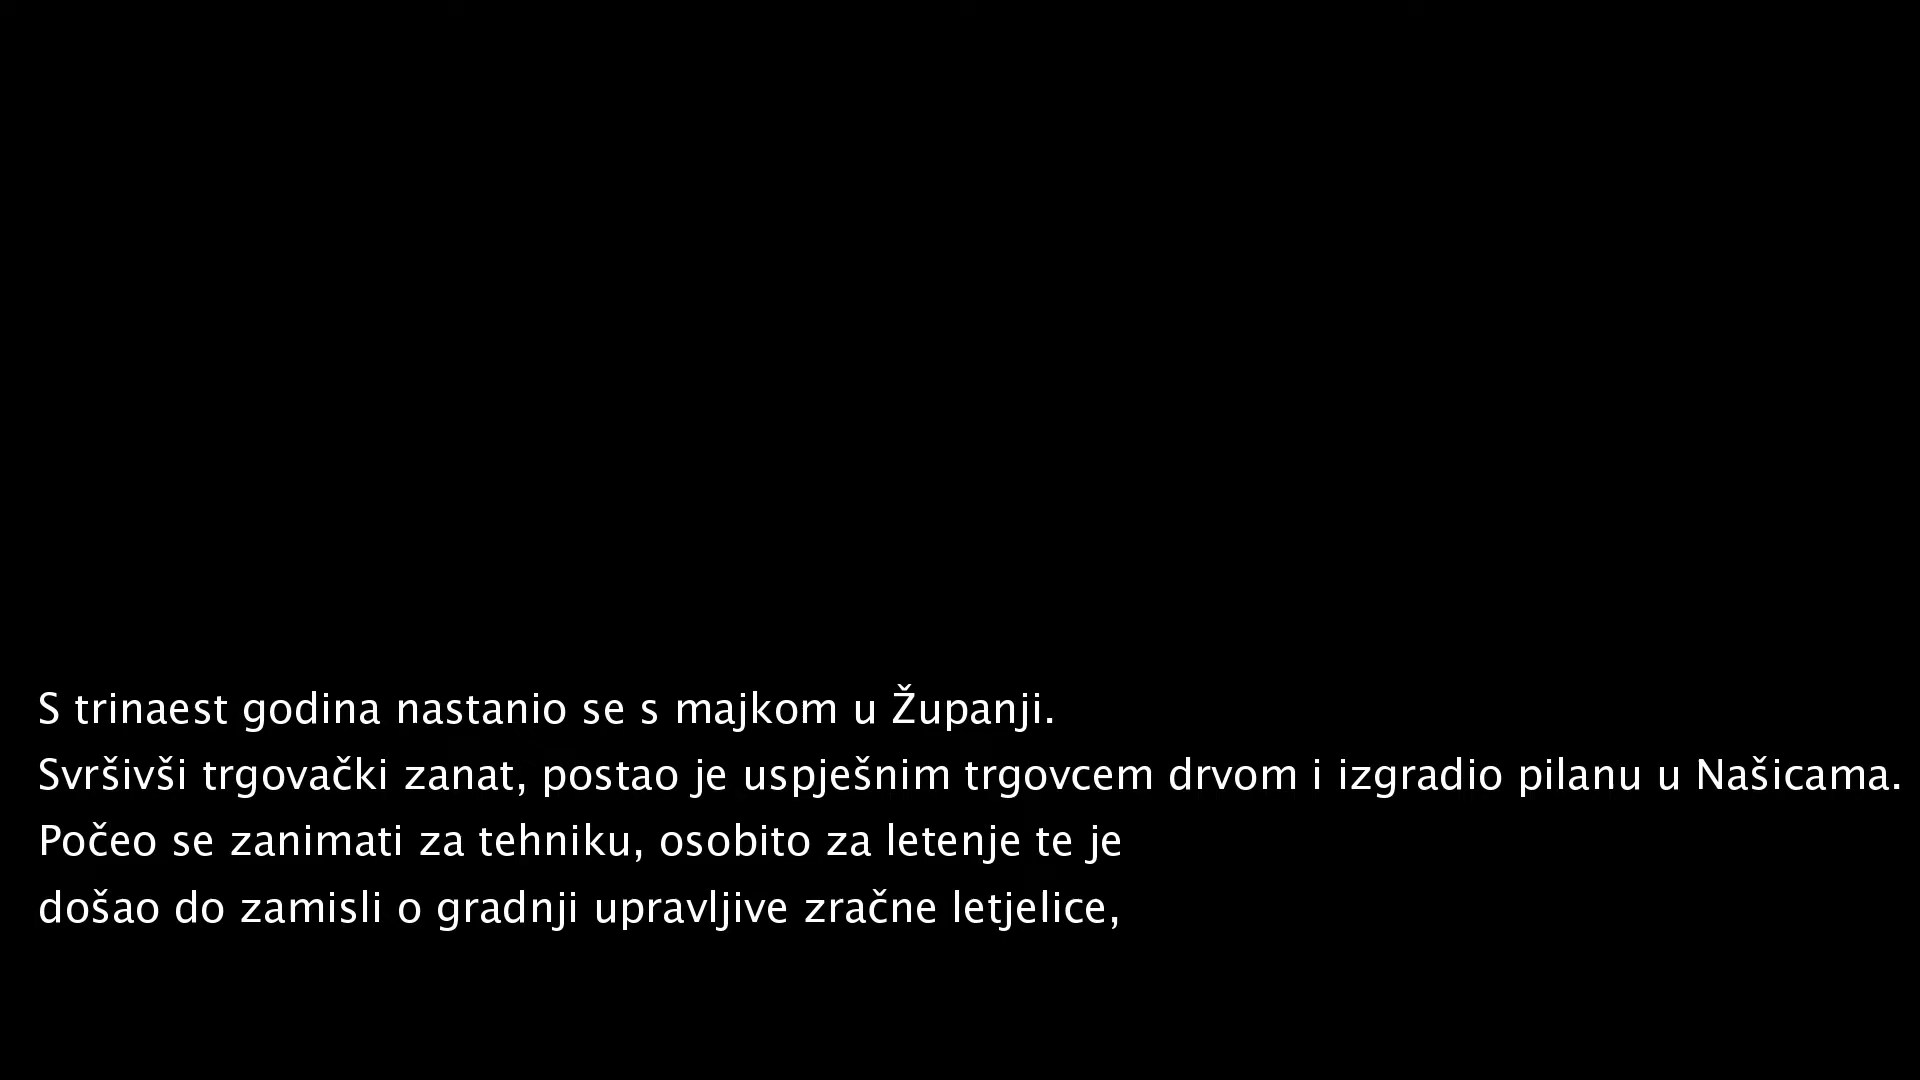 S trinaest godina nastanio se s majkom u Županji.
Svršivši trgovački zanat, postao je uspješnim trgovcem drvom i izgradio pilanu u Našicama.
Počeo se zanimati za tehniku, osobito za letenje te je
došao do zamisli o gradnji upravljive zračne letjelice,